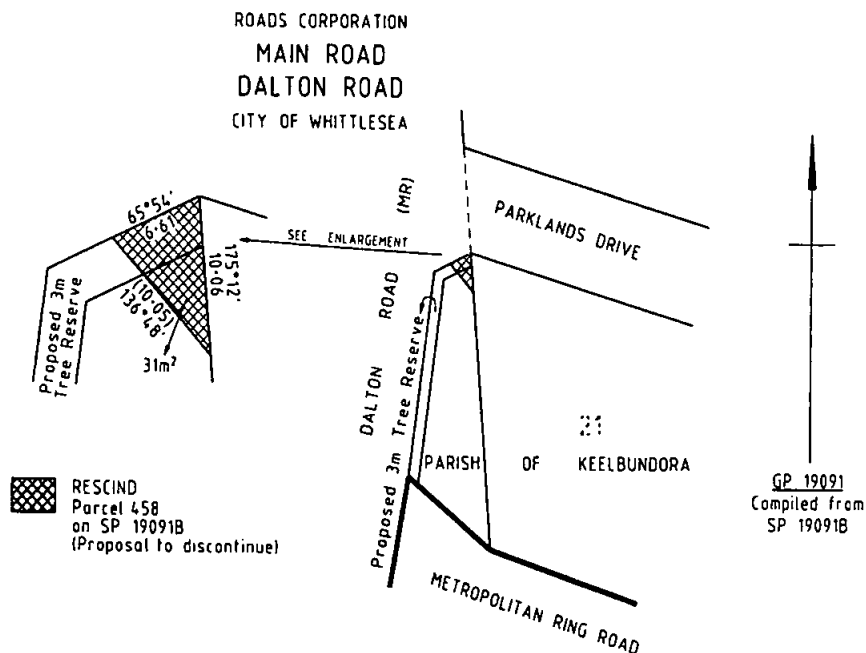 ROADS CORPORATION
MAIN ROAD
DALTON ROAD
CITY OF WHITTLESEA
65°54'
6·61
175°12'
10·06
(10·05)
136°48'
31m²
Proposed 3m
Tree Reserve
SEE ENLARGEMENT
(MR)
PARKLANDS DRIVE
DALTON ROAD
Proposed 3m Tree Reserve
21
PARISH OF KEELBUNDORA
METROPOLITAN RING ROAD
RESCIND
Parcel 458
on SP 19091B
(Proposal to discontinue)
GP 19091
Compiled from
SP 19091B